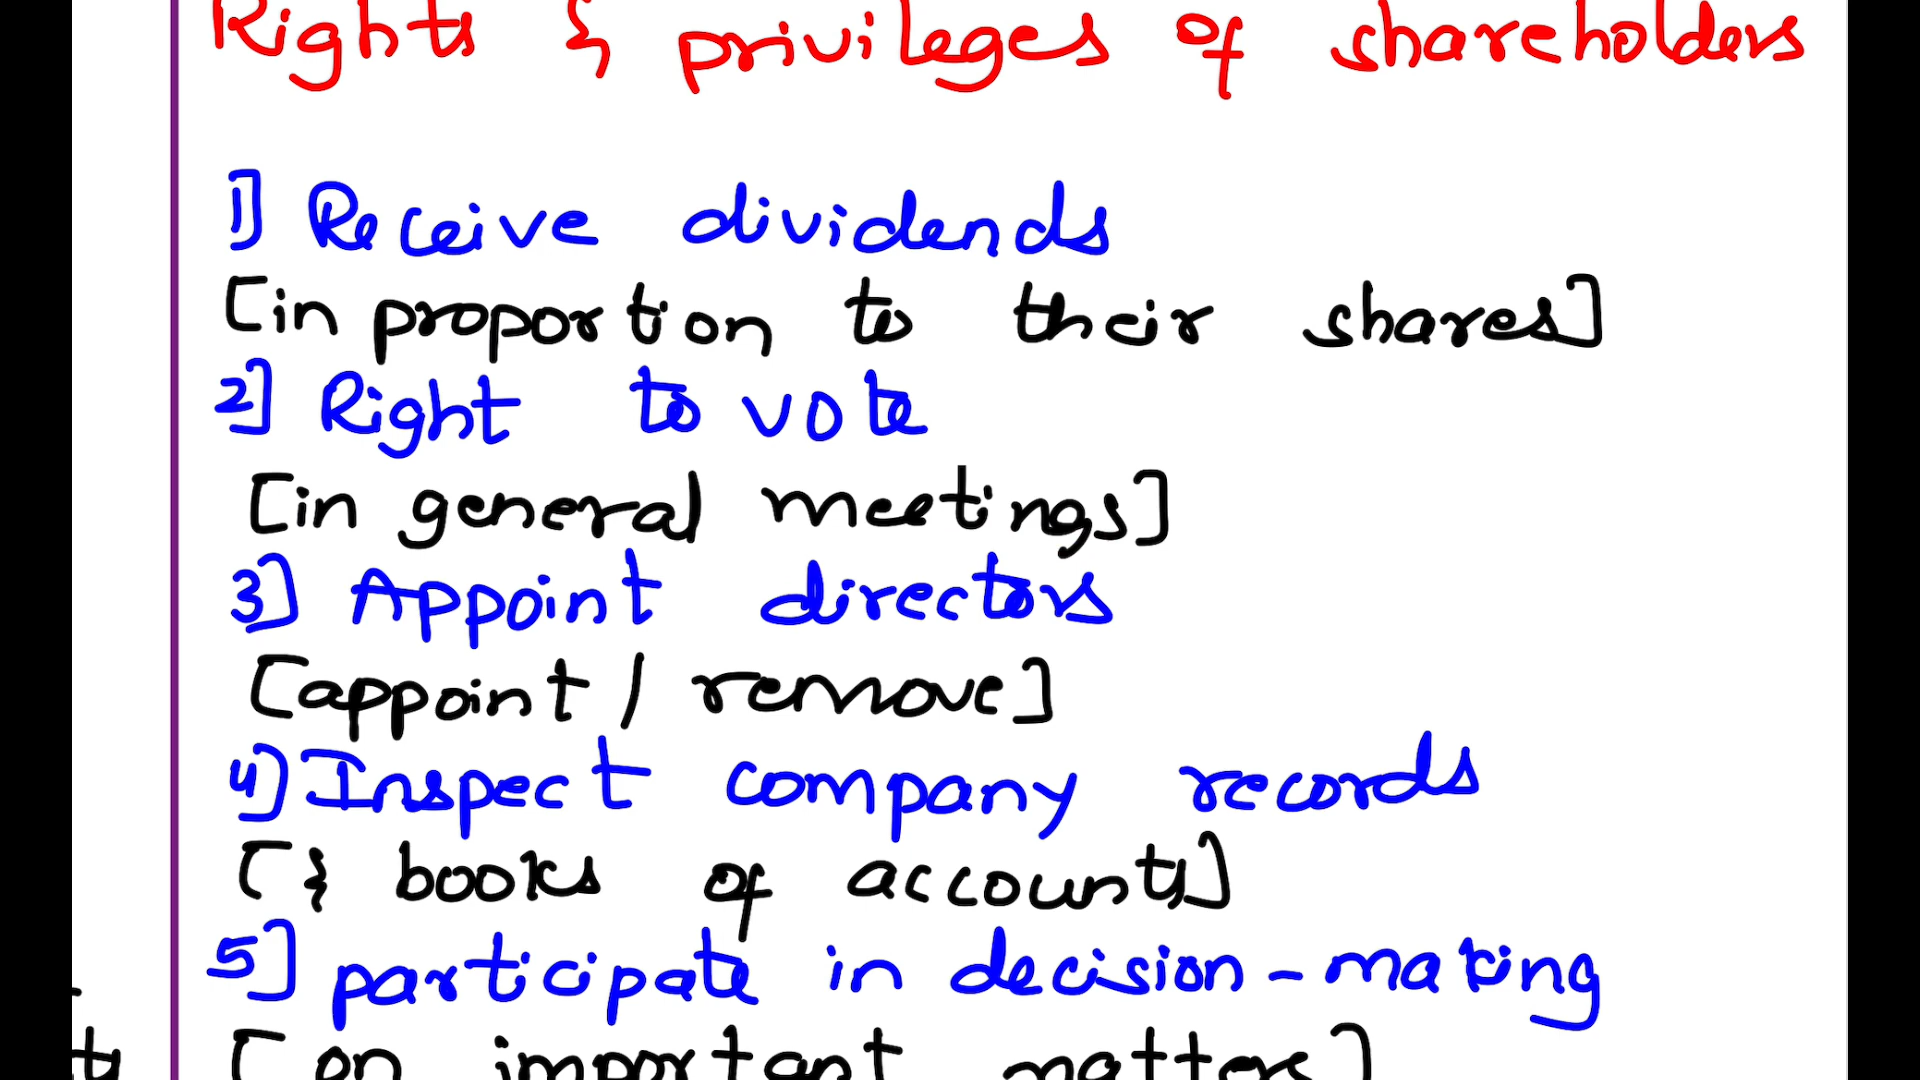 Rights & privileges of shareholders
1] Receive dividends
[in proportion to their shares]
2] Right to vote
[in general meetings]
3] Appoint directors
[appoint / remove]
4] Inspect company records
[& books of accounts]
5] participate in decision-making
[on important matters]